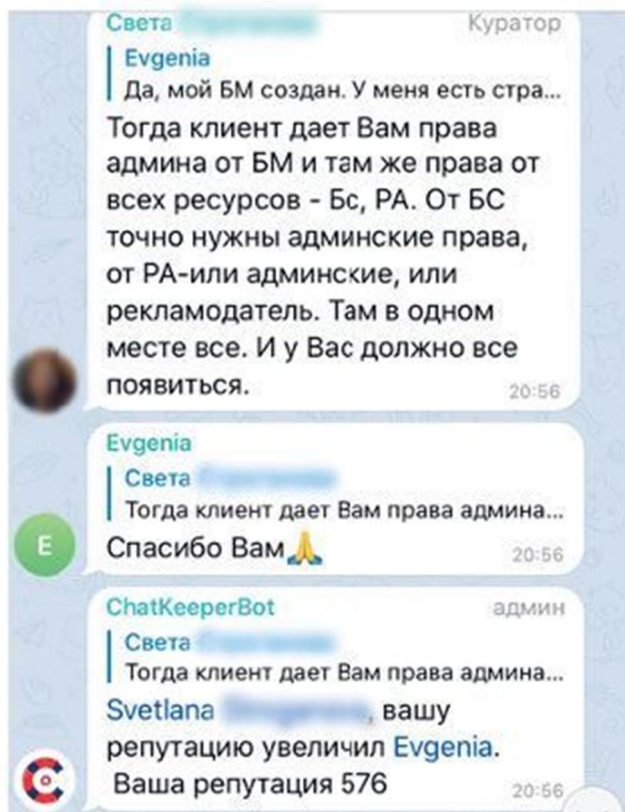 Света
Куратор
Evgenia
Да, мой БМ создан. У меня есть стра...
Тогда клиент дает Вам права
админа от БМ и там же права от
всех ресурсов - Бс, РА. От БС
точно нужны админские права,
от РА-или админские, или
рекламодатель. Там в одном
месте все. И у Вас должно все
появиться.
20:56
Evgenia
Света
Тогда клиент дает Вам права админа...
E
Спасибо Вам🙏
20:56
ChatKeeperBot
админ
Света
Тогда клиент дает Вам права админа...
Svetlana , вашу
репутацию увеличил Evgenia.
Ваша репутация 576
20:56